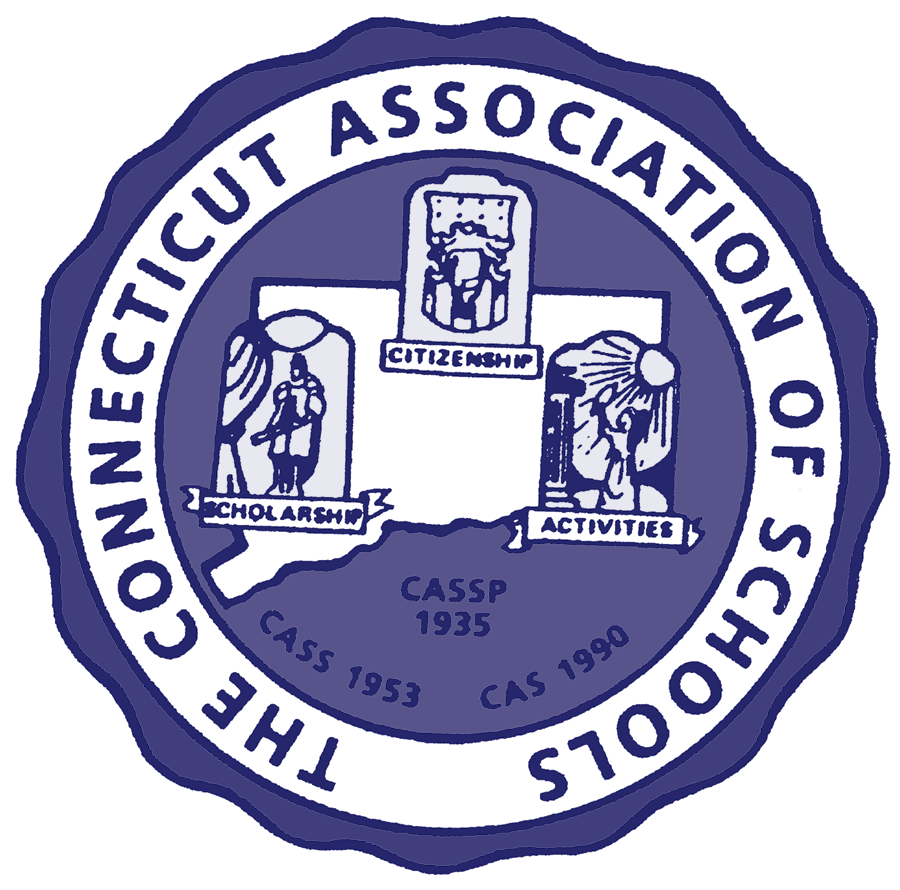 THE CONNECTICUT ASSOCIATION OF SCHOOLS
CITIZENSHIP
SCHOLARSHIP
ACTIVITIES
CASSP
1935
CASS 1953
CAS 1990